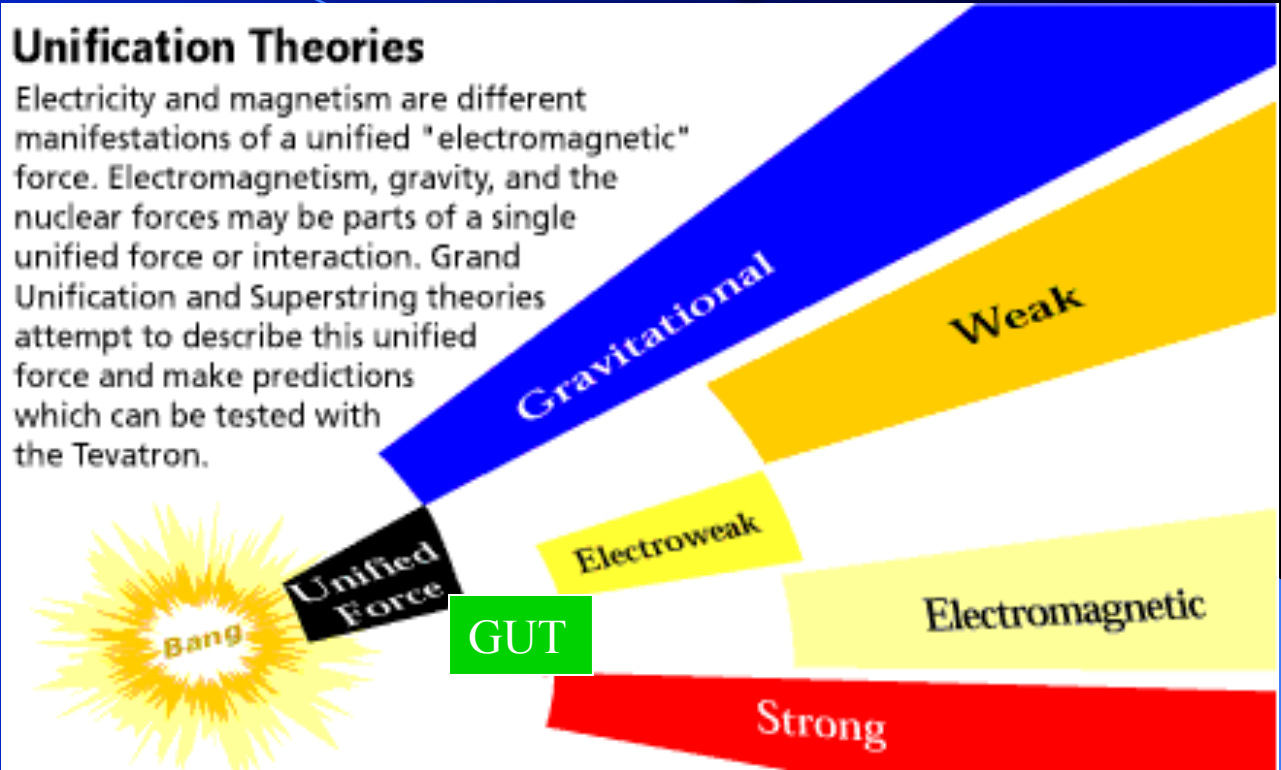 Unification Theories
Electricity and magnetism are different
manifestations of a unified "electromagnetic"
force. Electromagnetism, gravity, and the
nuclear forces may be parts of a single
unified force or interaction. Grand
Unification and Superstring theories
attempt to describe this unified
force and make predictions
which can be tested with
the Tevatron.
Gravitational
Weak
Electroweak
Unified
Force
Bang
GUT
Electromagnetic
Strong